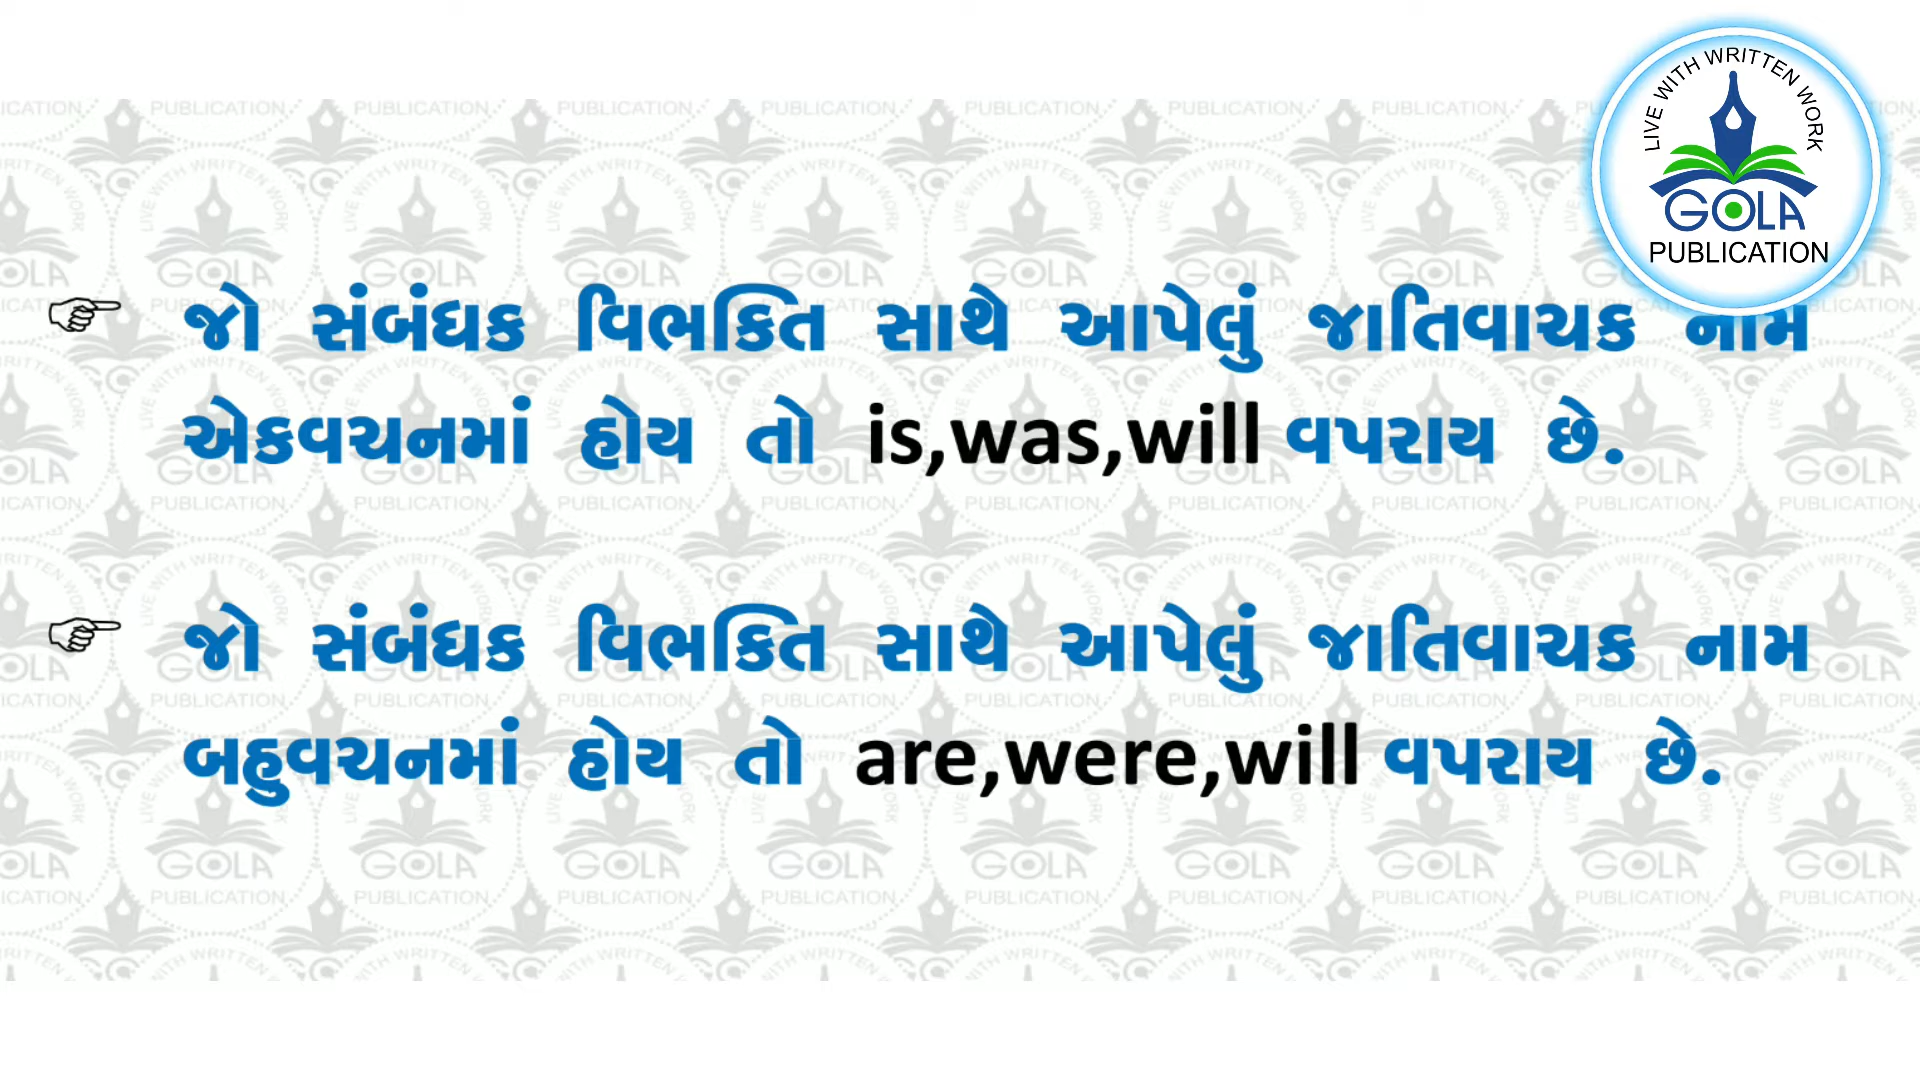 LIVE WITH WRITTEN WORK
GOLA
PUBLICATION
જો સંબંધક વિભક્તિ સાથે આપેલું જાતિવાચક નામ
એકવચનમાં હોય તો is,was,will વપરાય છે.
જો સંબંધક વિભક્તિ સાથે આપેલું જાતિવાચક નામ
બહુવચનમાં હોય તો are,were,will વપરાય છે.